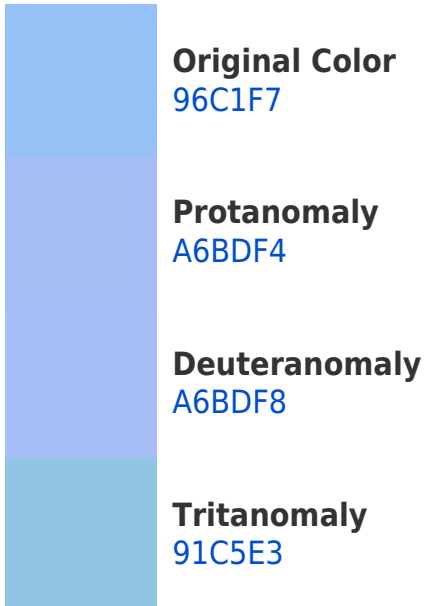 Original Color
96C1F7
Protanomaly
A6BDF4
Deuteranomaly
A6BDF8
Tritanomaly
91C5E3